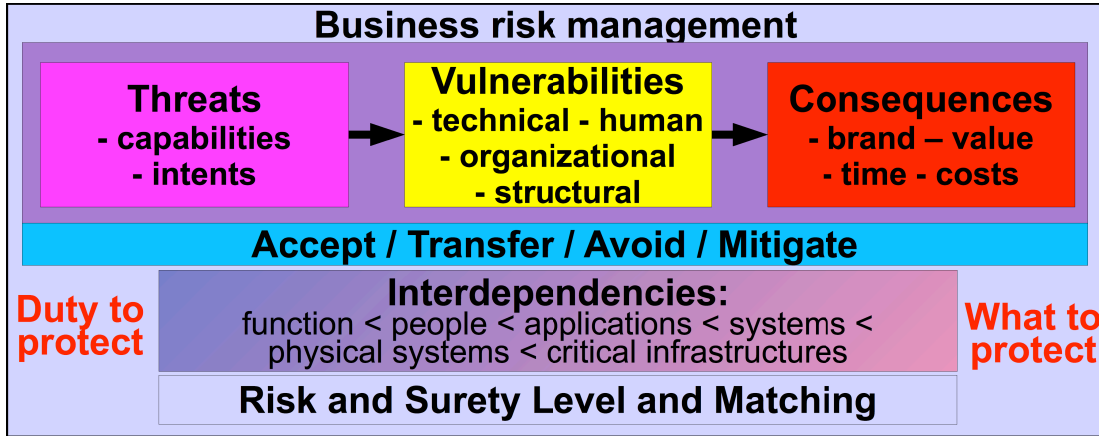 Business risk management
Threats
- capabilities
- intents
Vulnerabilities
- technical - human
- organizational
- structural
Consequences
- brand – value
- time - costs
Accept / Transfer / Avoid / Mitigate
Duty to
protect
Interdependencies:
function < people < applications < systems <
physical systems < critical infrastructures
What to
protect
Risk and Surety Level and Matching